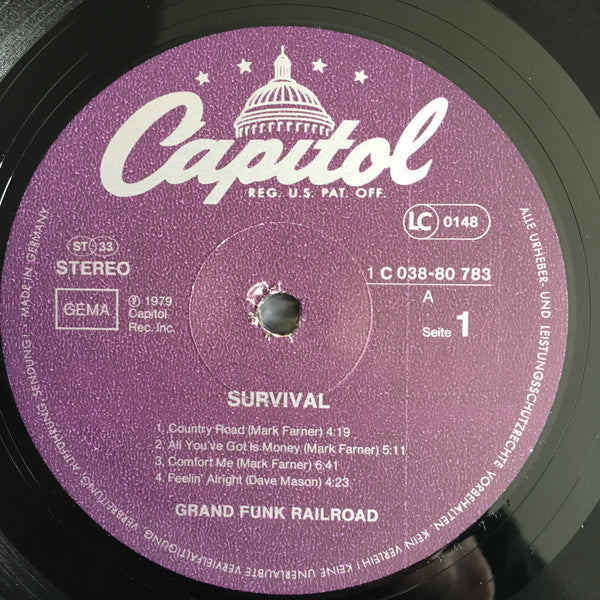 Capitol
REG. U.S. PAT. OFF.
LC 0148
ST 33
STEREO
GEMA
℗ 1979
Capitol
Rec. Inc.
1 C 038-80 783
A
Seite 1
SURVIVAL
1. Country Road (Mark Farner) 4:19
2. All You've Got Is Money (Mark Farner) 5:11
3. Comfort Me (Mark Farner) 6:41
4. Feelin' Alright (Dave Mason) 4:23
GRAND FUNK RAILROAD
ALLE URHEBER- UND LEISTUNGSSCHUTZRECHTE VORBEHALTEN. KEIN VERLEIH! KEINE UNERLAUBTE VERVIELFÄLTIGUNG, VERMIETUNG, AUFFÜHRUNG, SENDUNG! - MADE IN GERMANY